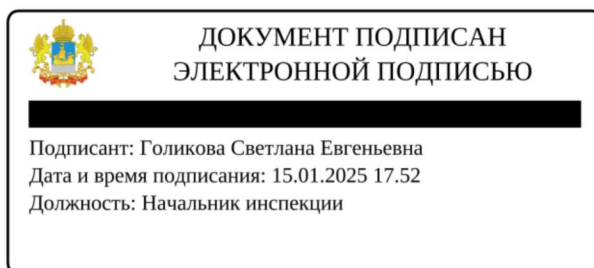 ДОКУМЕНТ ПОДПИСАН
ЭЛЕКТРОННОЙ ПОДПИСЬЮ
Подписант: Голикова Светлана Евгеньевна
Дата и время подписания: 15.01.2025 17.52
Должность: Начальник инспекции